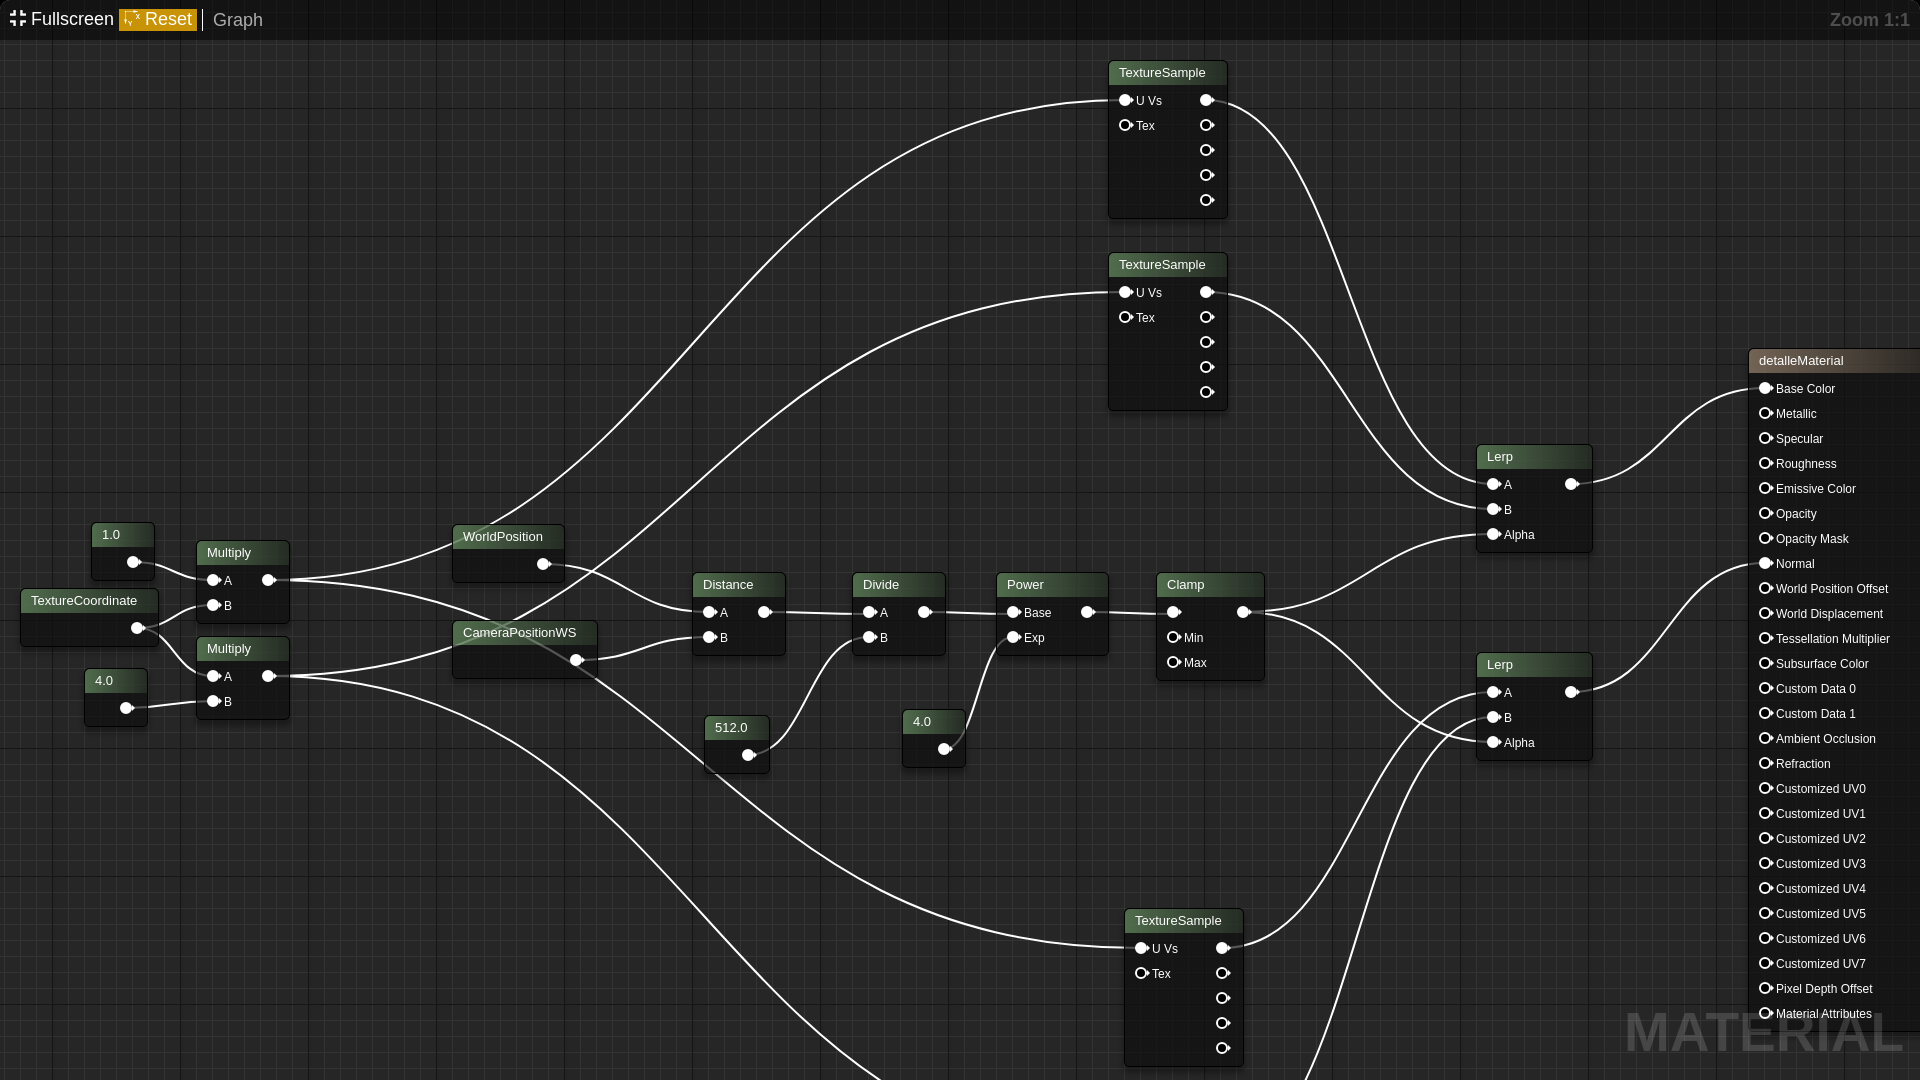 Fullscreen Reset Graph
Zoom 1:1
TextureSample
U Vs
Tex
TextureSample
U Vs
Tex
detalleMaterial
Base Color
Metallic
Specular
Roughness
Emissive Color
Opacity
Opacity Mask
Normal
World Position Offset
World Displacement
Tessellation Multiplier
Subsurface Color
Custom Data 0
Custom Data 1
Ambient Occlusion
Refraction
Customized UV0
Customized UV1
Customized UV2
Customized UV3
Customized UV4
Customized UV5
Customized UV6
Customized UV7
Pixel Depth Offset
Material Attributes
Lerp
A
B
Alpha
1.0
Multiply
A
B
TextureCoordinate
Multiply
A
B
4.0
WorldPosition
CameraPositionWS
Distance
A
B
Divide
A
B
Power
Base
Exp
Clamp
Min
Max
512.0
4.0
Lerp
A
B
Alpha
TextureSample
U Vs
Tex
MATERIAL